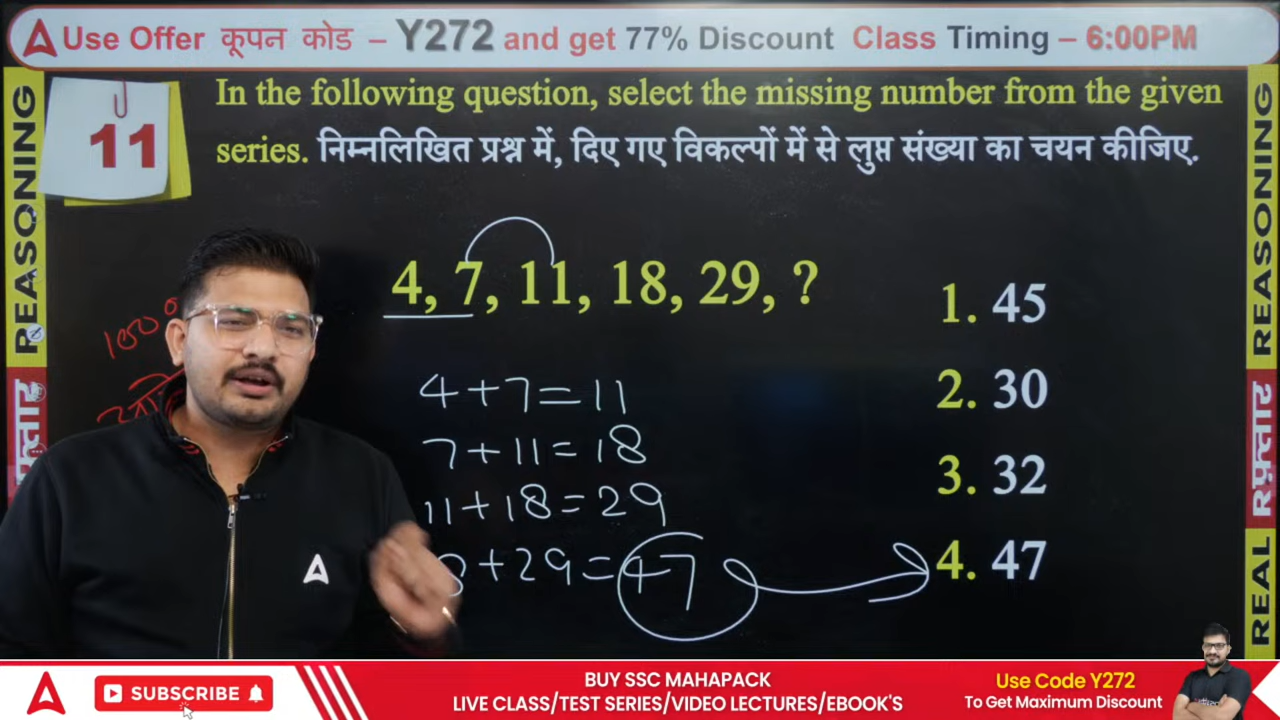 Use Offer कूपन कोड – Y272 and get 77% Discount Class Timing – 6:00PM
REASONING
REASONING
11
In the following question, select the missing number from the given
series. निम्नलिखित प्रश्न में, दिए गए विकल्पों में से लुप्त संख्या का चयन कीजिए.
4, 7, 11, 18, 29, ?
1. 45
2. 30
3. 32
4. 47
4+7=11
7+11=18
11+18=29
+29=47
REAL
SUBSCRIBE
BUY SSC MAHAPACK
LIVE CLASS/TEST SERIES/VIDEO LECTURES/EBOOK'S
Use Code Y272
To Get Maximum Discount